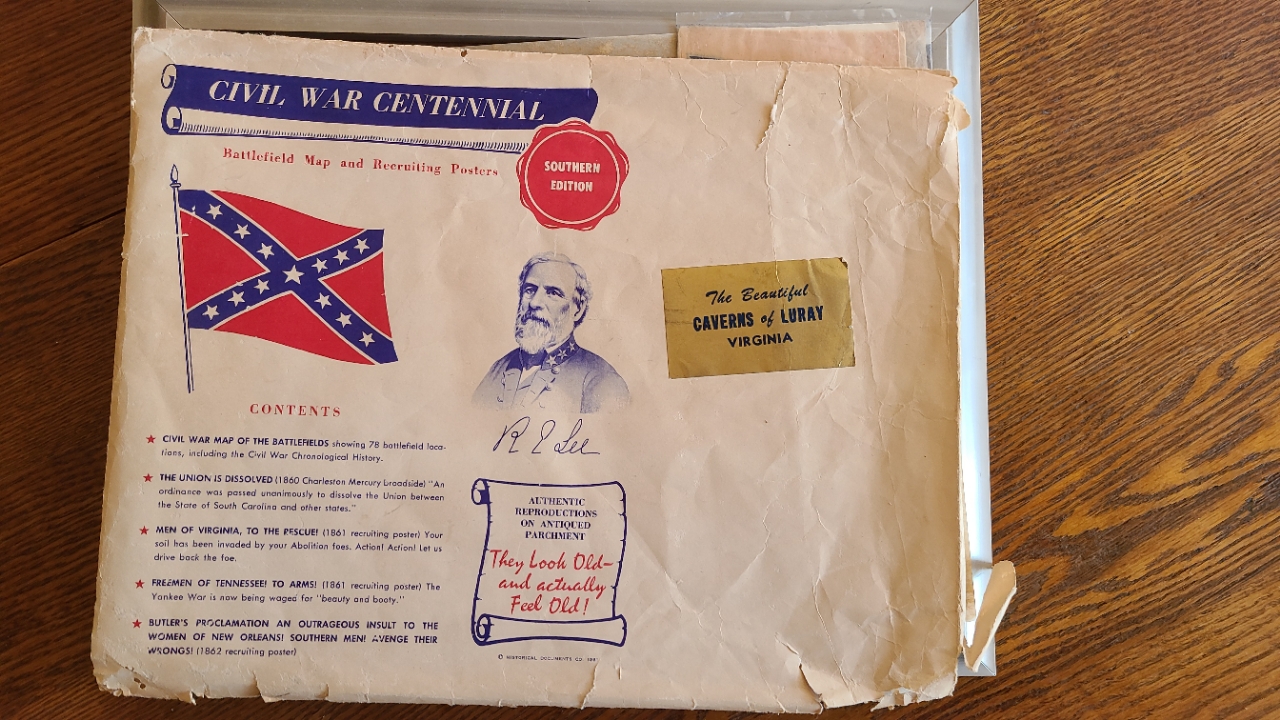 CIVIL WAR CENTENNIAL
Battlefield Map and Recruiting Posters
SOUTHERN
EDITION
The Beautiful
CAVERNS of LURAY
VIRGINIA
CONTENTS
★ CIVIL WAR MAP OF THE BATTLEFIELDS showing 78 battlefield loca-
tions, including the Civil War Chronological History.
★ THE UNION IS DISSOLVED (1860 Charleston Mercury broadside) "An
ordinance was passed unanimously to dissolve the Union between
the State of South Carolina and other states."
★ MEN OF VIRGINIA, TO THE RESCUE! (1861 recruiting poster) Your
soil has been invaded by your Abolition foes. Action! Action! Let us
drive back the foe.
★ FREEMEN OF TENNESSEE! TO ARMS! (1861 recruiting poster) The
Yankee War is now being waged for "beauty and booty."
★ BUTLER'S PROCLAMATION AN OUTRAGEOUS INSULT TO THE
WOMEN OF NEW ORLEANS! SOUTHERN MEN! AVENGE THEIR
WRONGS! (1862 recruiting poster)
R E Lee
AUTHENTIC
REPRODUCTIONS
ON ANTIQUED
PARCHMENT
They Look Old—
and actually
Feel Old!
© HISTORICAL DOCUMENTS CO.